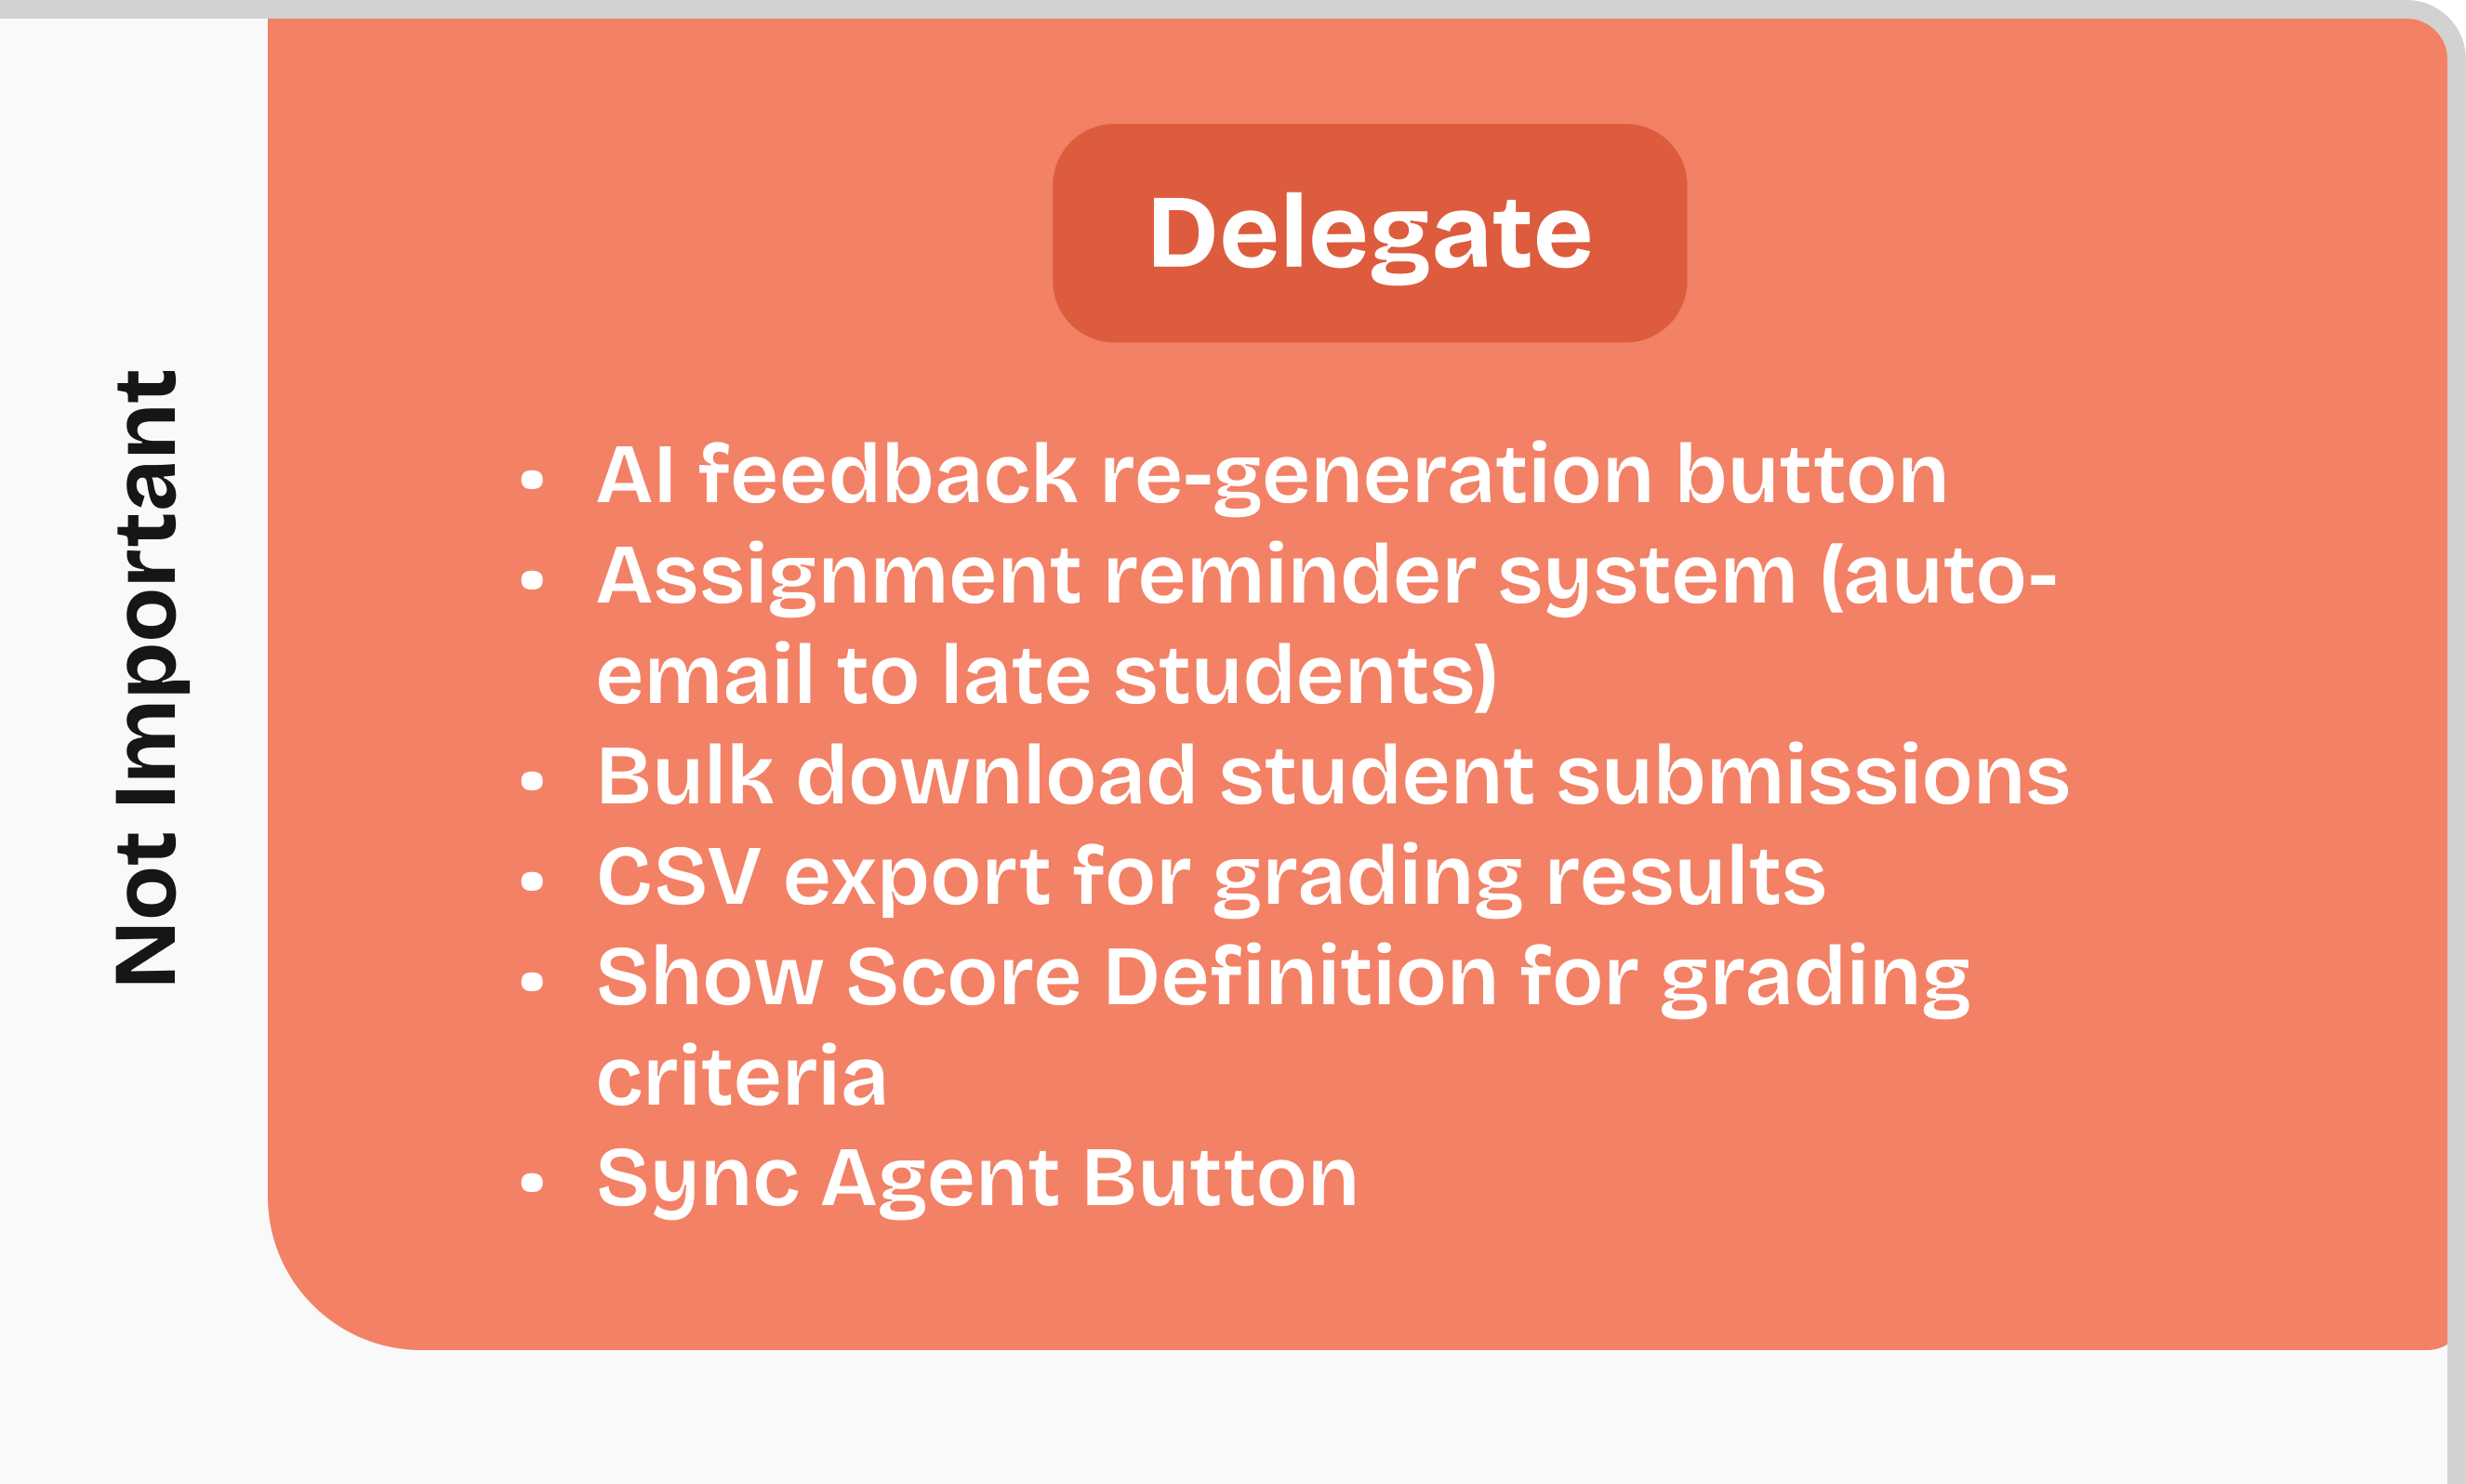 Not Important
Delegate
• AI feedback re-generation button
• Assignment reminder system (auto-
email to late students)
• Bulk download student submissions
• CSV export for grading results
• Show Scoore Definition for grading
criteria
• Sync Agent Button